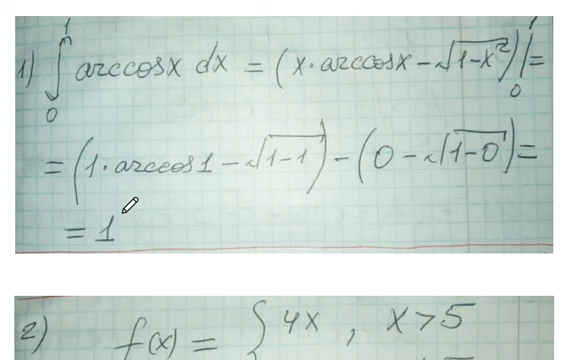 1) ∫₀¹ arccosx dx = (x·arccosx − √(1−x²))|₀¹ =
= (1·arccos1 − √(1−1)) − (0 − √(1−0)) =
= 1
2) f(x) = { 4x , x > 5